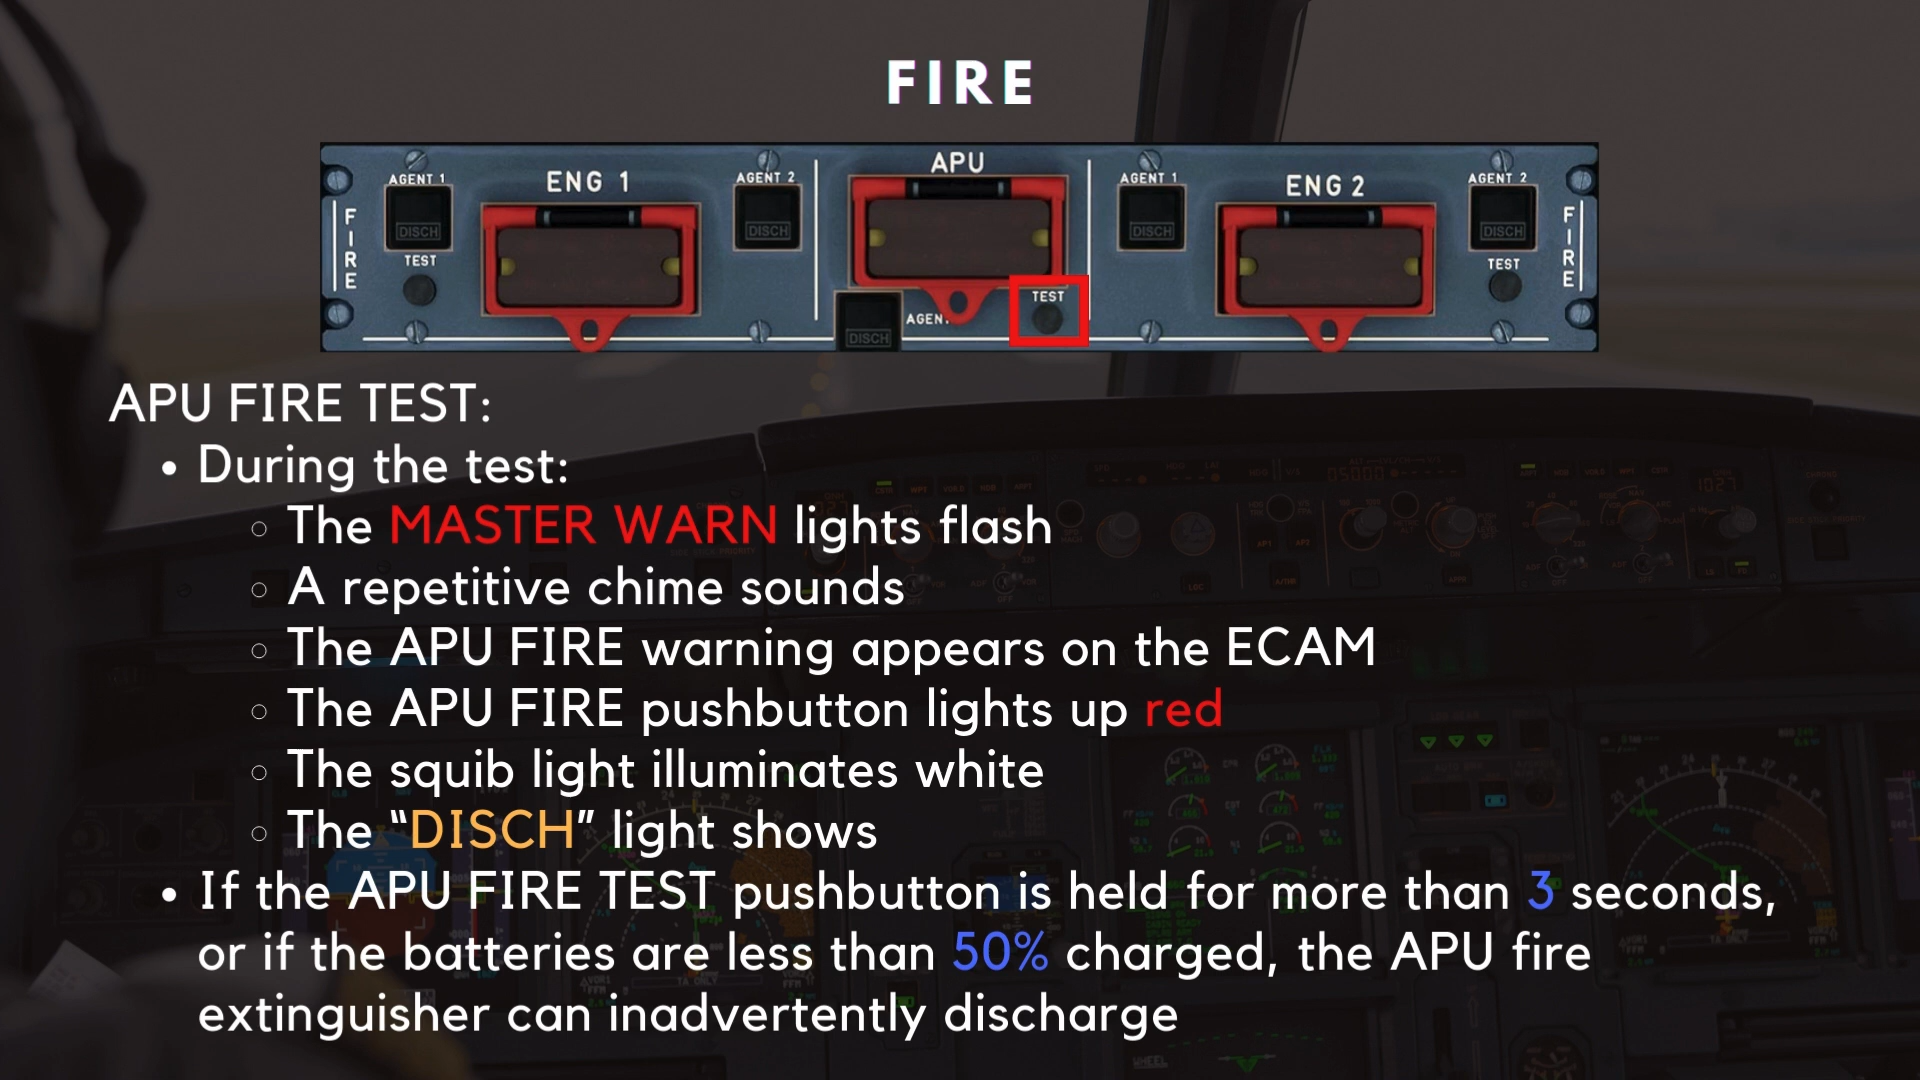 FIRE
APU
AGENT 1
ENG 1
AGENT 2
AGENT 1
ENG 2
AGENT 2
FIRE
DISCH
DISCH
DISCH
DISCH
FIRE
TEST
TEST
TEST
DISCH
APU FIRE TEST:
• During the test:
○ The MASTER WARN lights flash
○ A repetitive chime sounds
○ The APU FIRE warning appears on the ECAM
○ The APU FIRE pushbutton lights up red
○ The squib light illuminates white
○ The “DISCH” light shows
• If the APU FIRE TEST pushbutton is held for more than 3 seconds,
or if the batteries are less than 50% charged, the APU fire
extinguisher can inadvertently discharge
WHEEL